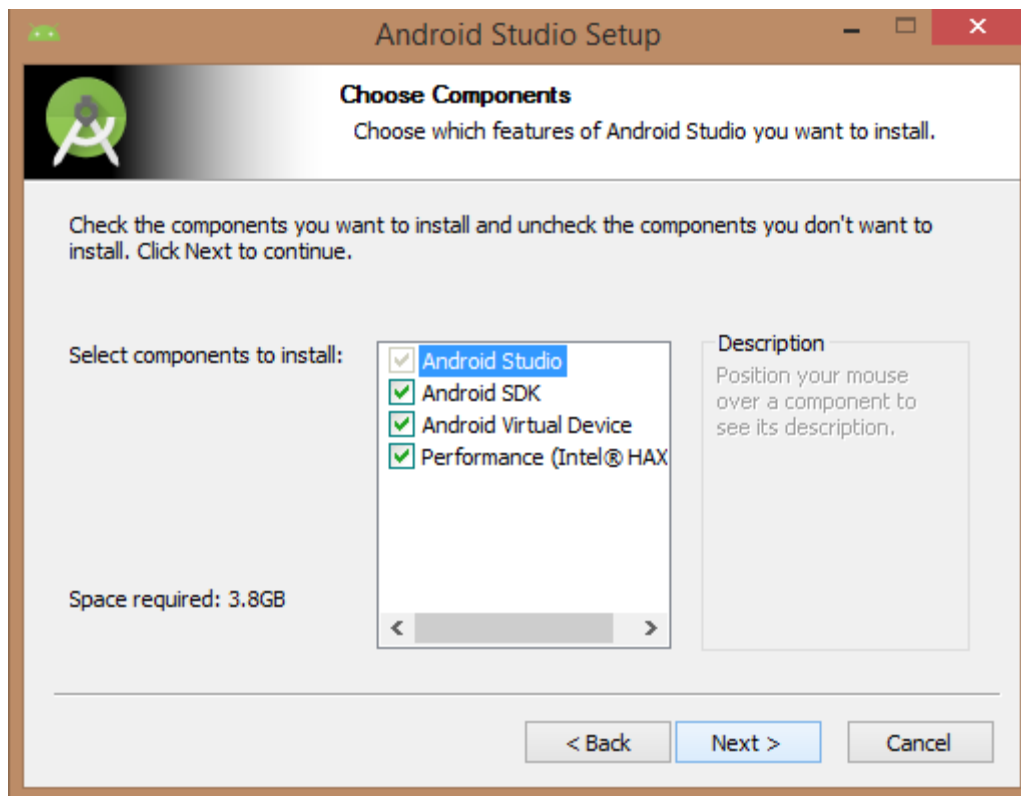 Android Studio Setup
Choose Components
Choose which features of Android Studio you want to install.
Check the components you want to install and uncheck the components you don't want to
install. Click Next to continue.
Select components to install:
Android Studio
Android SDK
Android Virtual Device
Performance (Intel® HAX
Description
Position your mouse
over a component to
see its description.
Space required: 3.8GB
< Back
Next >
Cancel